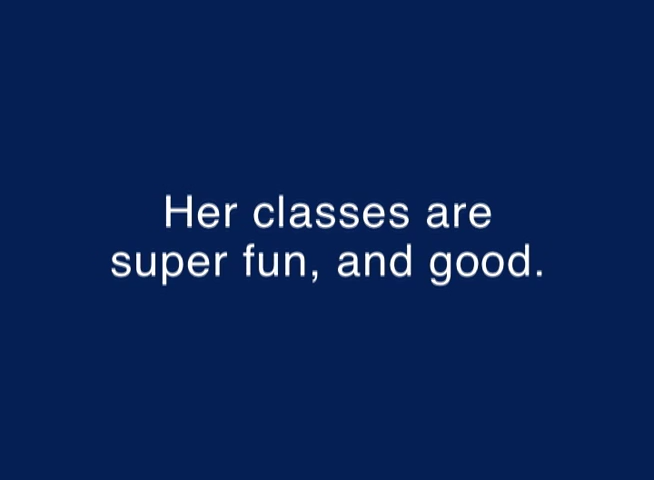 Her classes are
super fun, and good.